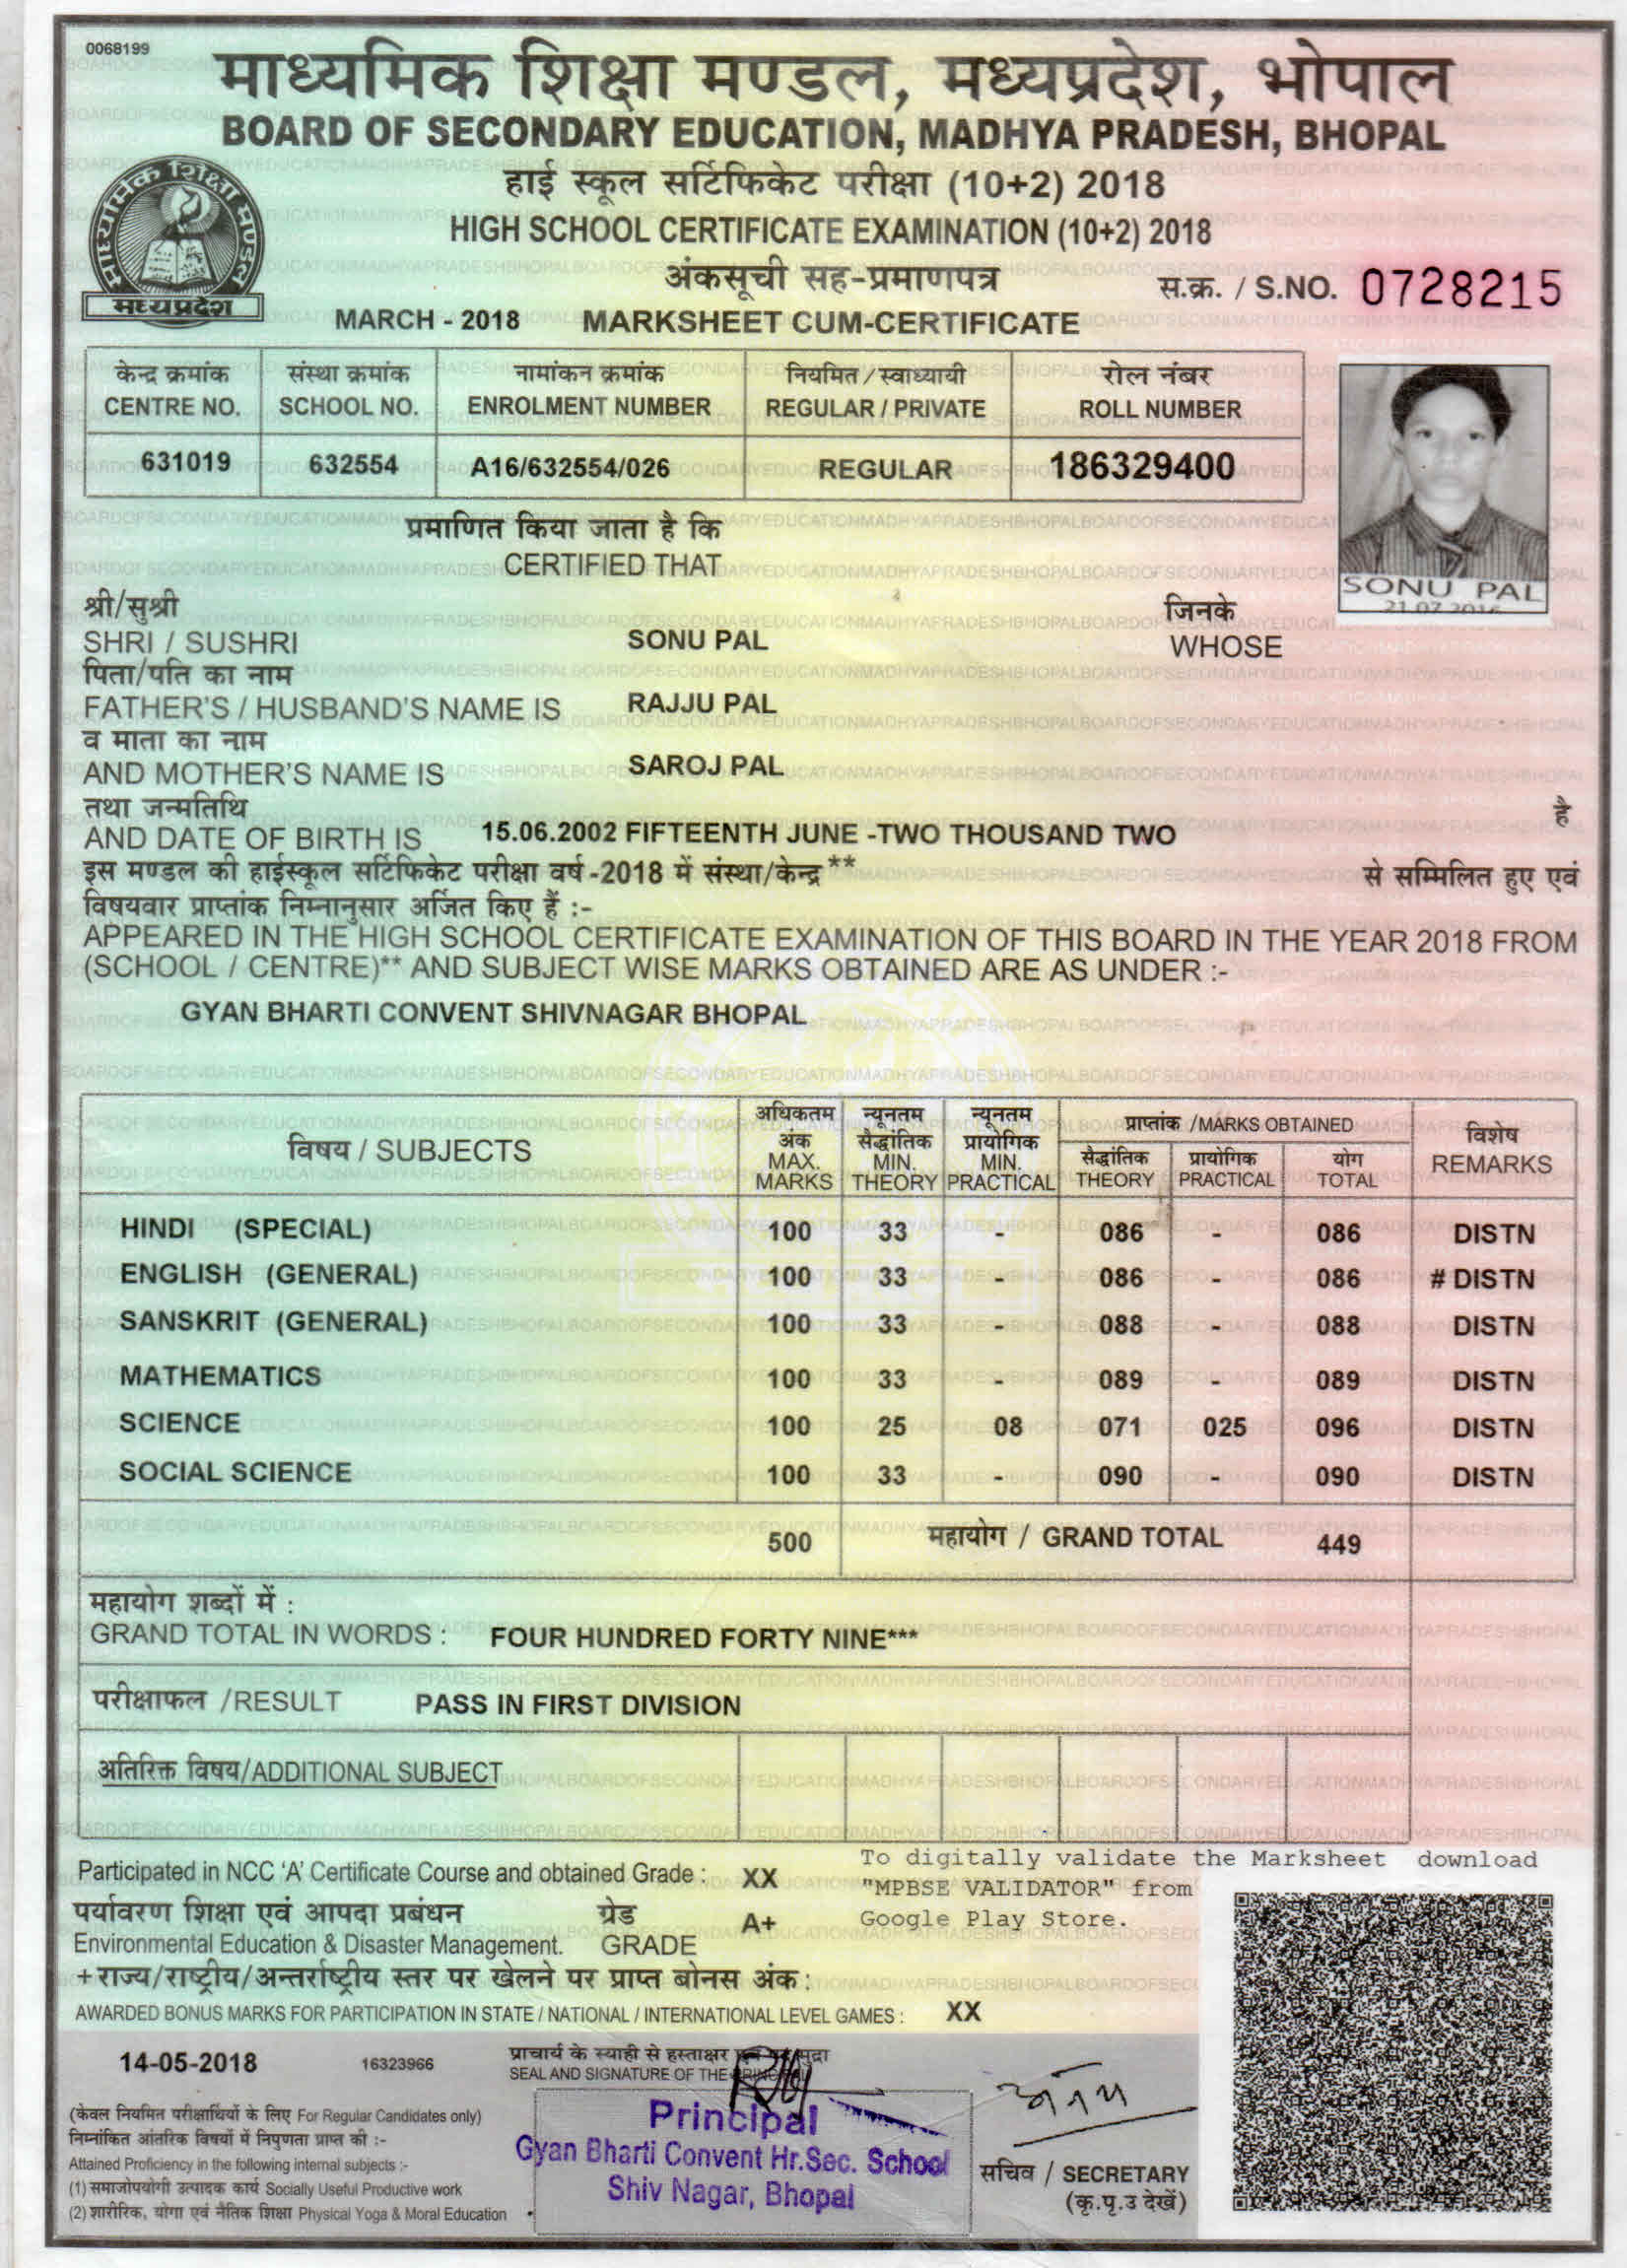 0068199
माध्यमिक शिक्षा मण्डल, मध्यप्रदेश, भोपाल
BOARD OF SECONDARY EDUCATION, MADHYA PRADESH, BHOPAL
हाई स्कूल सर्टिफिकेट परीक्षा (10+2) 2018
HIGH SCHOOL CERTIFICATE EXAMINATION (10+2) 2018
अंकसूची सह-प्रमाणपत्र
स.क्र. / S.NO. 0728215
माध्यमिक शिक्षा मण्डल
मध्यप्रदेश
MARCH - 2018 MARKSHEET CUM-CERTIFICATE
केन्द्र क्रमांक संस्था क्रमांक नामांकन क्रमांक नियमित / स्वाध्यायी रोल नंबर
CENTRE NO. SCHOOL NO. ENROLMENT NUMBER REGULAR / PRIVATE ROLL NUMBER
631019 632554 A16/632554/026 REGULAR 186329400
SONU PAL
21.07.2016
प्रमाणित किया जाता है कि
CERTIFIED THAT
श्री/सुश्री जिनके
SHRI / SUSHRI SONU PAL WHOSE
पिता/पति का नाम
FATHER'S / HUSBAND'S NAME IS RAJJU PAL
व माता का नाम
AND MOTHER'S NAME IS SAROJ PAL
तथा जन्मतिथि है
AND DATE OF BIRTH IS 15.06.2002 FIFTEENTH JUNE -TWO THOUSAND TWO
इस मण्डल की हाईस्कूल सर्टिफिकेट परीक्षा वर्ष-2018 में संस्था/केन्द्र** से सम्मिलित हुए एवं
विषयवार प्राप्तांक निम्नानुसार अर्जित किए हैं :-
APPEARED IN THE HIGH SCHOOL CERTIFICATE EXAMINATION OF THIS BOARD IN THE YEAR 2018 FROM
(SCHOOL / CENTRE)** AND SUBJECT WISE MARKS OBTAINED ARE AS UNDER :-
GYAN BHARTI CONVENT SHIVNAGAR BHOPAL
विषय / SUBJECTS
अधिकतम
अंक
MAX.
MARKS
न्यूनतम
सैद्धांतिक
MIN.
THEORY
न्यूनतम
प्रायोगिक
MIN.
PRACTICAL
प्राप्तांक /MARKS OBTAINED
सैद्धांतिक प्रायोगिक योग
THEORY PRACTICAL TOTAL
विशेष
REMARKS
HINDI (SPECIAL) 100 33 - 086 - 086 DISTN
ENGLISH (GENERAL) 100 33 - 086 - 086 # DISTN
SANSKRIT (GENERAL) 100 33 - 088 - 088 DISTN
MATHEMATICS 100 33 - 089 - 089 DISTN
SCIENCE 100 25 08 071 025 096 DISTN
SOCIAL SCIENCE 100 33 - 090 - 090 DISTN
500 महायोग / GRAND TOTAL 449
महायोग शब्दों में :
GRAND TOTAL IN WORDS : FOUR HUNDRED FORTY NINE***
परीक्षाफल /RESULT PASS IN FIRST DIVISION
अतिरिक्त विषय/ADDITIONAL SUBJECT
Participated in NCC 'A' Certificate Course and obtained Grade : XX
To digitally validate the Marksheet download
"MPBSE VALIDATOR" from
Google Play Store.
पर्यावरण शिक्षा एवं आपदा प्रबंधन ग्रेड A+
Environmental Education & Disaster Management. GRADE
+राज्य/राष्ट्रीय/अन्तर्राष्ट्रीय स्तर पर खेलने पर प्राप्त बोनस अंक :
AWARDED BONUS MARKS FOR PARTICIPATION IN STATE / NATIONAL / INTERNATIONAL LEVEL GAMES : XX
14-05-2018 16323966
प्राचार्य के स्याही से हस्ताक्षर
SEAL AND SIGNATURE OF THE PRINCIPAL
(केवल नियमित परीक्षार्थियों के लिए For Regular Candidates only)
निम्नांकित आंतरिक विषयों में निपुणता प्राप्त की :-
Attained Proficiency in the following internal subjects :-
(1) समाजोपयोगी उत्पादक कार्य Socially Useful Productive work
(2) शारीरिक, योगा एवं नैतिक शिक्षा Physical Yoga & Moral Education
Principal
Gyan Bharti Convent Hr.Sec. School
Shiv Nagar, Bhopal
सचिव / SECRETARY
(कृ.पृ.उ देखें)